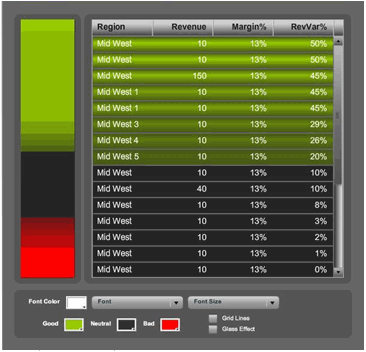 Region Revenue Margin% RevVar%
Mid West 10 13% 50%
Mid West 10 13% 50%
Mid West 150 13% 45%
Mid West 1 10 13% 45%
Mid West 1 10 13% 45%
Mid West 3 10 13% 29%
Mid West 4 10 13% 26%
Mid West 5 10 13% 20%
Mid West 10 13% 10%
Mid West 40 13% 10%
Mid West 10 13% 8%
Mid West 10 13% 3%
Mid West 10 13% 2%
Mid West 10 13% 1%
Mid West 10 13% 0%
Font Color Font Font Size
Good Neutral Bad Grid Lines
Glass Effect